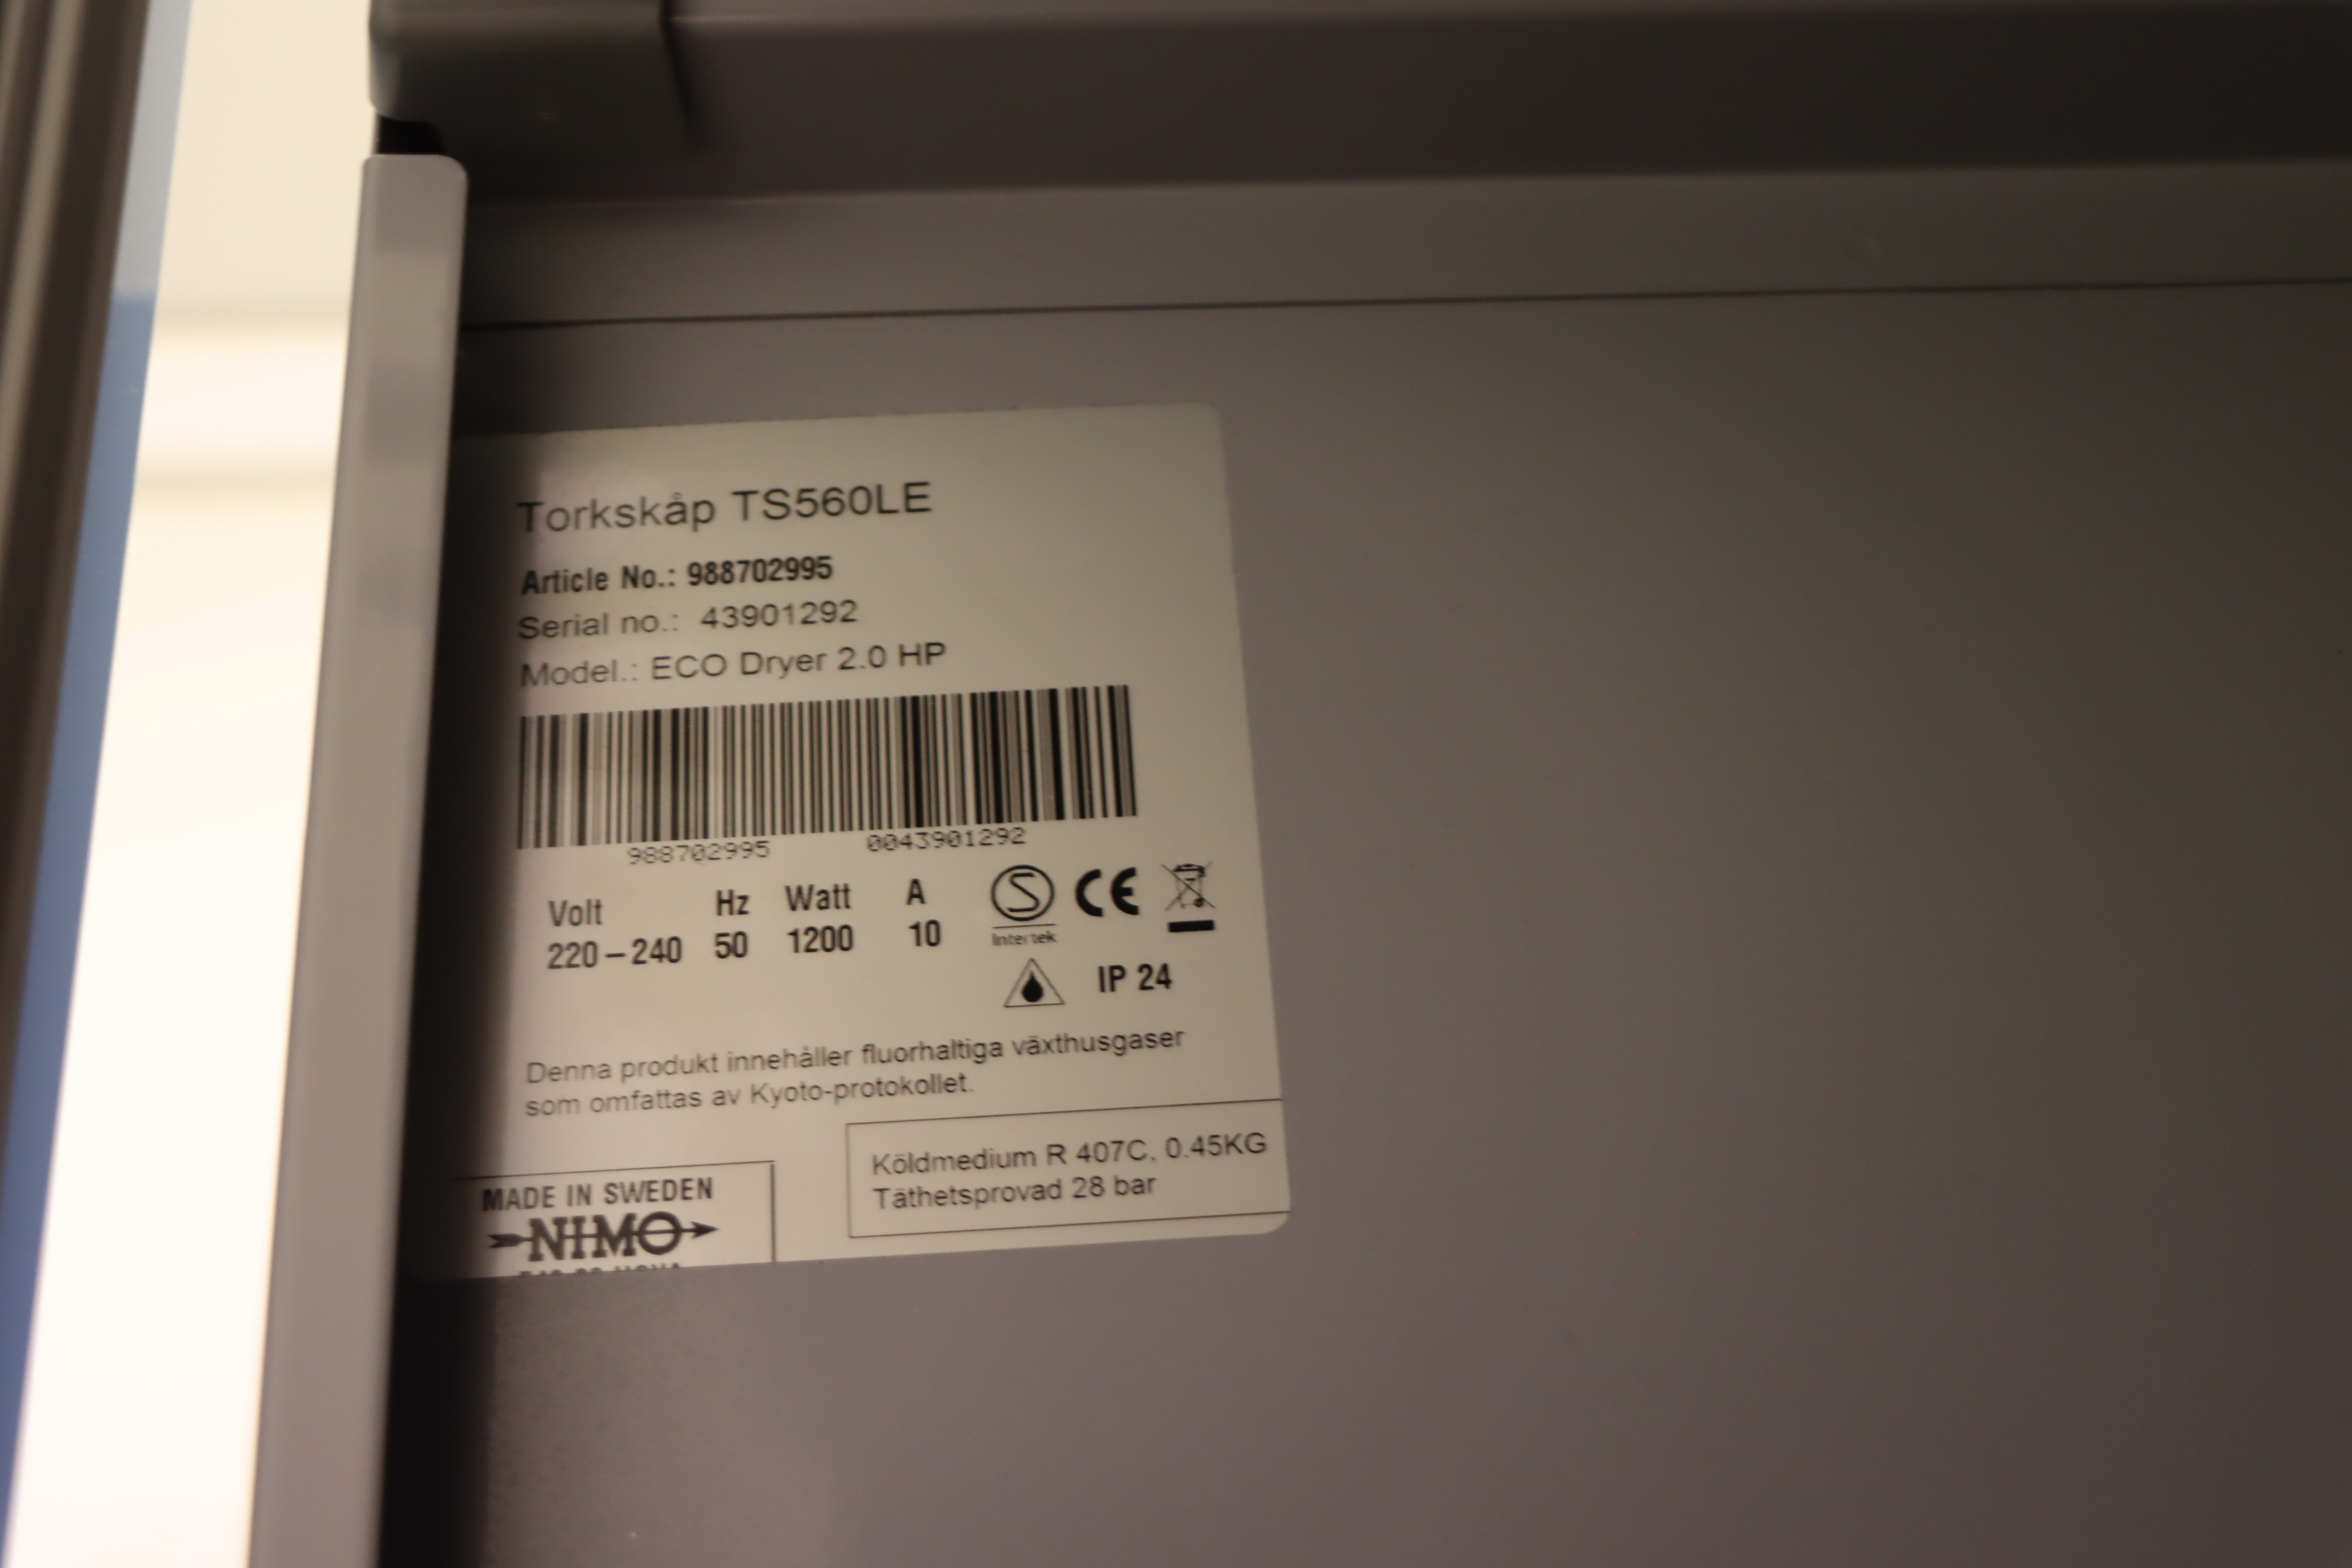 Torkskåp TS560LE
Article No.: 988702995
Serial no.: 43901292
Model.: ECO Dryer 2.0 HP
988702995 0043901292
Volt Hz Watt A
220-240 50 1200 10
S
Intertek
CE
IP 24
Denna produkt innehåller fluorhaltiga växthusgaser
som omfattas av Kyoto-protokollet.
Köldmedium R 407C, 0.45KG
Täthetsprovad 28 bar
MADE IN SWEDEN
NIMO